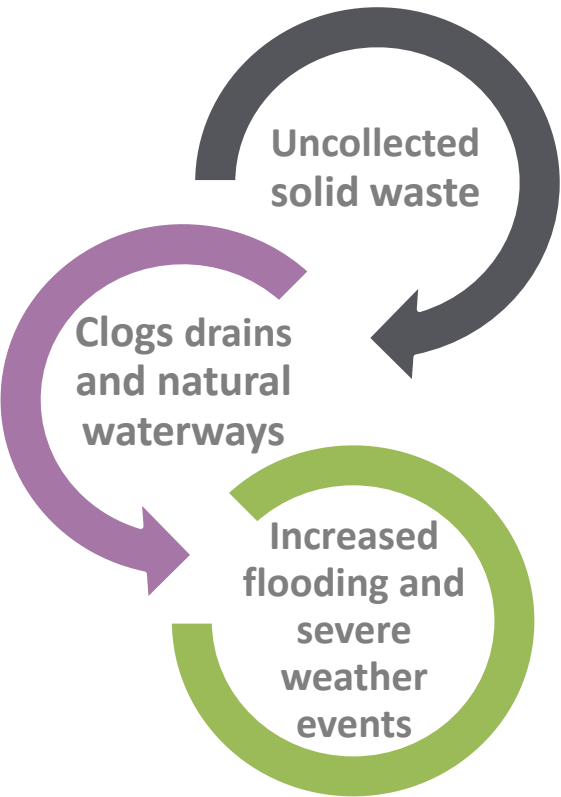 Uncollected
solid waste
Clogs drains
and natural
waterways
Increased
flooding and
severe
weather
events